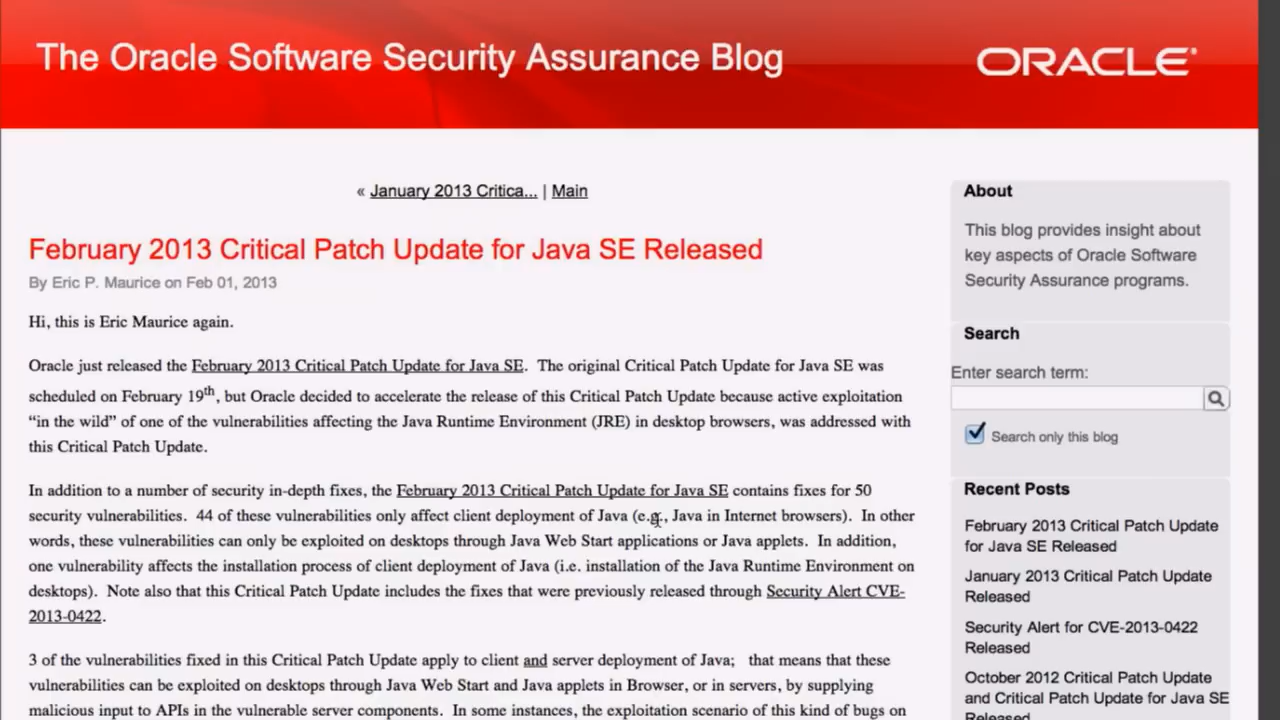 The Oracle Software Security Assurance Blog
ORACLE®
« January 2013 Critica... | Main
February 2013 Critical Patch Update for Java SE Released
By Eric P. Maurice on Feb 01, 2013
Hi, this is Eric Maurice again.
Oracle just released the February 2013 Critical Patch Update for Java SE.  The original Critical Patch Update for Java SE was
scheduled on February 19th, but Oracle decided to accelerate the release of this Critical Patch Update because active exploitation
“in the wild” of one of the vulnerabilities affecting the Java Runtime Environment (JRE) in desktop browsers, was addressed with
this Critical Patch Update.
In addition to a number of security in-depth fixes, the February 2013 Critical Patch Update for Java SE contains fixes for 50
security vulnerabilities.  44 of these vulnerabilities only affect client deployment of Java (e.g., Java in Internet browsers).  In other
words, these vulnerabilities can only be exploited on desktops through Java Web Start applications or Java applets.  In addition,
one vulnerability affects the installation process of client deployment of Java (i.e. installation of the Java Runtime Environment on
desktops).  Note also that this Critical Patch Update includes the fixes that were previously released through Security Alert CVE-
2013-0422.
3 of the vulnerabilities fixed in this Critical Patch Update apply to client and server deployment of Java;   that means that these
vulnerabilities can be exploited on desktops through Java Web Start and Java applets in Browser, or in servers, by supplying
malicious input to APIs in the vulnerable server components.  In some instances, the exploitation scenario of this kind of bugs on
About
This blog provides insight about
key aspects of Oracle Software
Security Assurance programs.
Search
Enter search term:
Search only this blog
Recent Posts
February 2013 Critical Patch Update
for Java SE Released
January 2013 Critical Patch Update
Released
Security Alert for CVE-2013-0422
Released
October 2012 Critical Patch Update
and Critical Patch Update for Java SE
Released